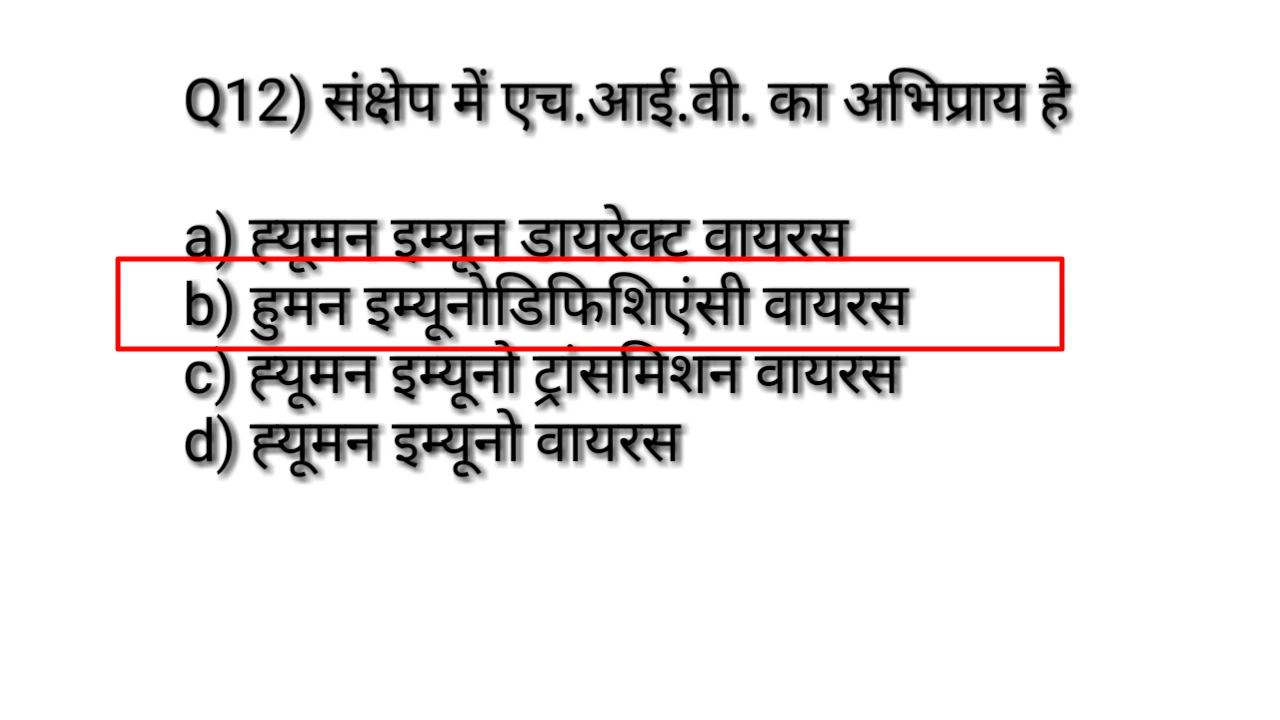 Q12) संक्षेप में एच.आई.वी. का अभिप्राय है
a) ह्यूमन इम्यून डायरेक्ट वायरस
b) हुमन इम्यूनोडिफिशिएंसी वायरस
c) ह्यूमन इम्यूनो ट्रांसमिशन वायरस
d) ह्यूमन इम्यूनो वायरस